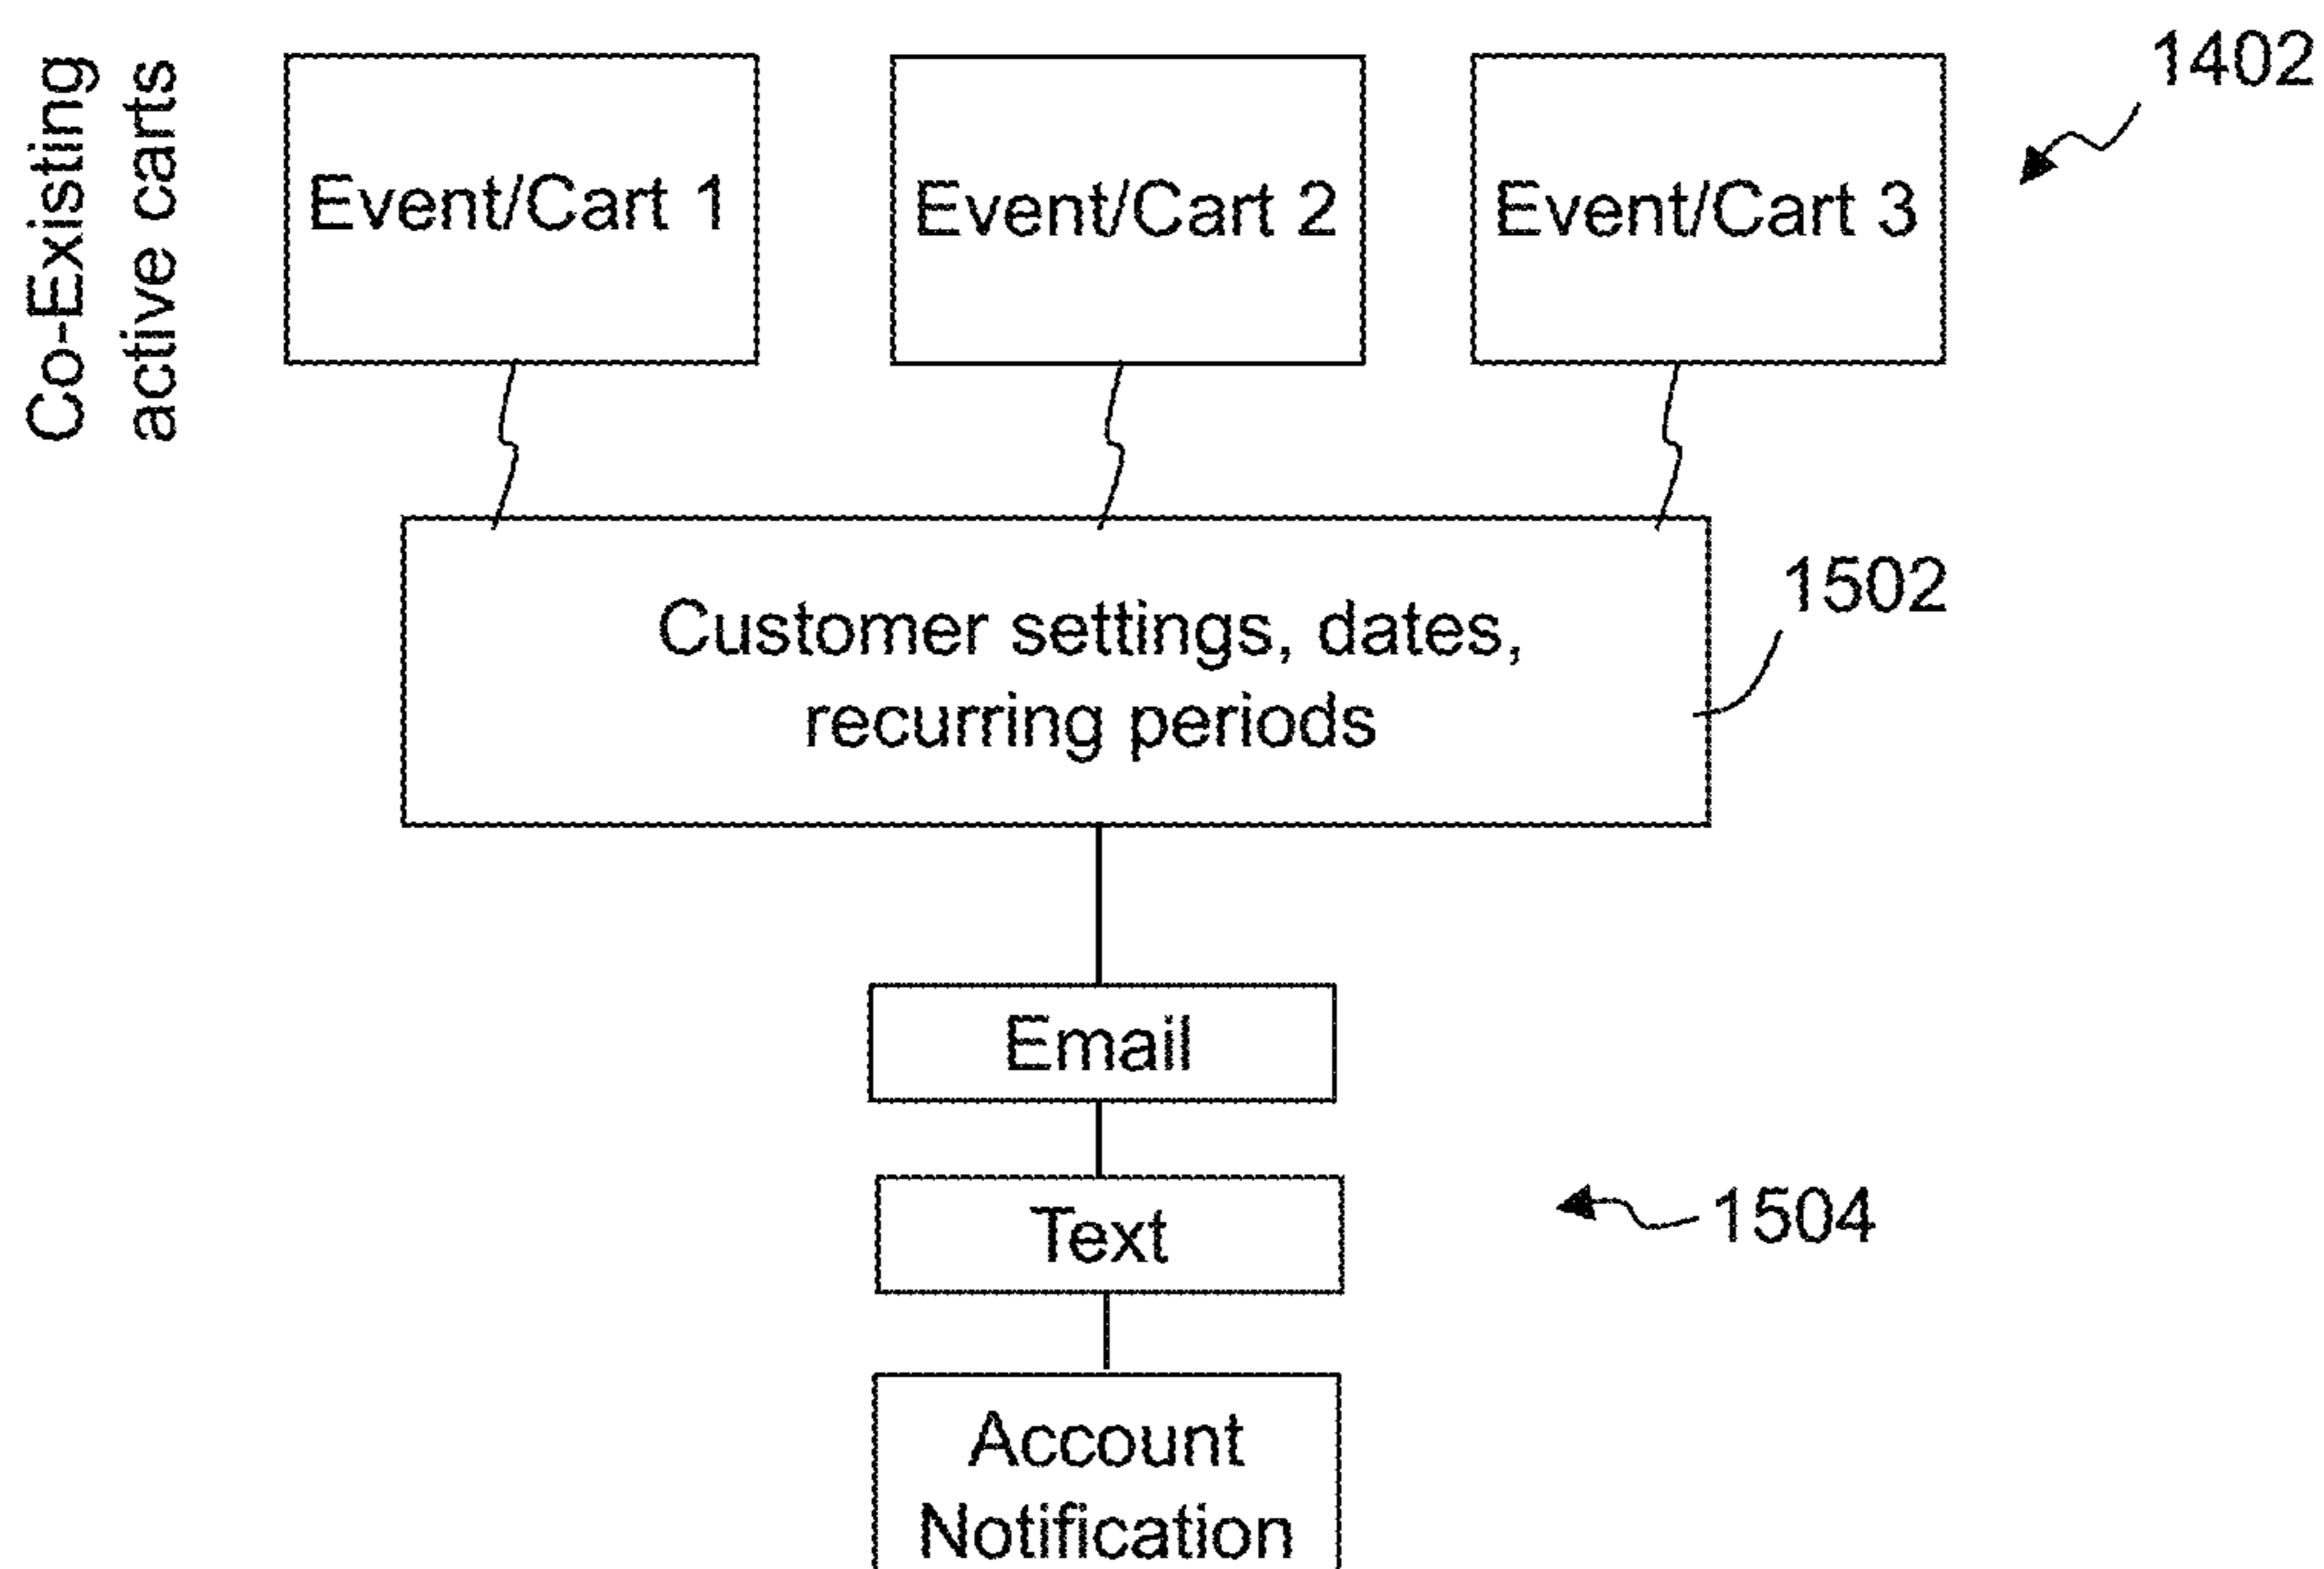 Co-Existing
active carts
Event/Cart 1
Event/Cart 2
Event/Cart 3
1402
Customer settings, dates,
recurring periods
1502
Email
Text
1504
Account
Notification